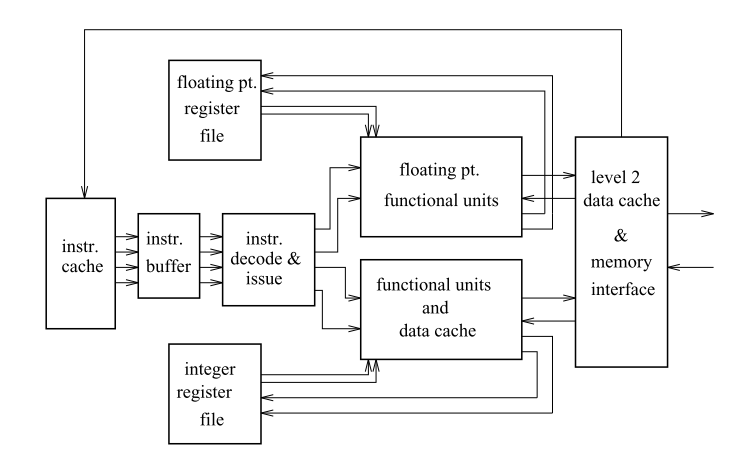 floating pt.
register
file
floating pt.
functional units
level 2
data cache
&
memory
interface
instr.
cache
instr.
buffer
instr.
decode &
issue
functional units
and
data cache
integer
register
file